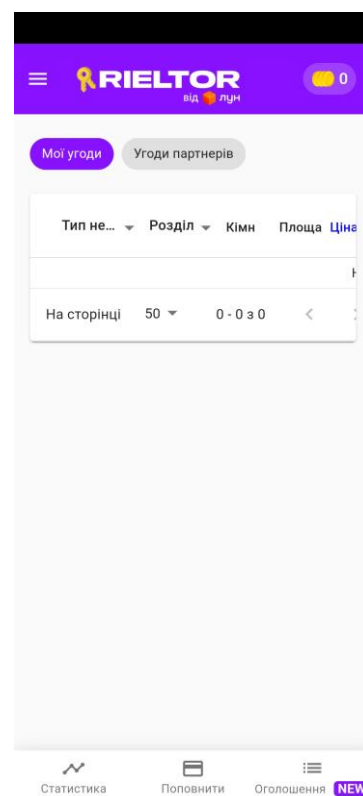 RIELTOR
від лун
0
Мої угоди
Угоди партнерів
Тип не... Розділ Кімн Площа Ціна
На сторінці 50 0 - 0 з 0
Статистика Поповнити Оголошення NEW